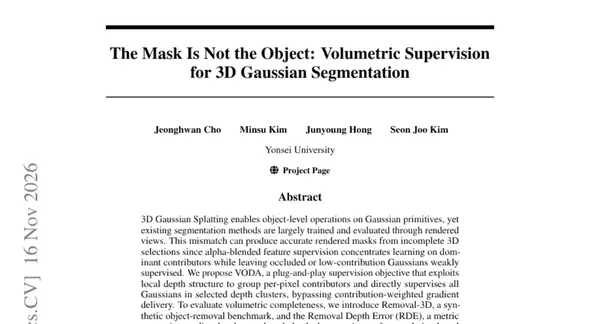 The Mask Is Not the Object: Volumetric Supervision
for 3D Gaussian Segmentation
Jeonghwan Cho Minsu Kim Junyoung Hong Seon Joo Kim
Yonsei University
Project Page
Abstract
3D Gaussian Splatting enables object-level operations on Gaussian primitives, yet
existing segmentation methods are largely trained and evaluated through rendered
views. This mismatch can produce accurate rendered masks from incomplete 3D
selections since alpha-blended feature supervision concentrates learning on dom-
inant contributors while leaving occluded or low-contribution Gaussians weakly
supervised. We propose VODA, a plug-and-play supervision objective that exploits
local depth structure to group per-pixel contributors and directly supervises all
Gaussians in selected depth clusters, bypassing contribution-weighted gradient
delivery. To evaluate volumetric completeness, we introduce Removal-3D, a syn-
thetic object-removal benchmark, and the Removal Depth Error (RDE), a metric
s.CV] 16 Nov 2026